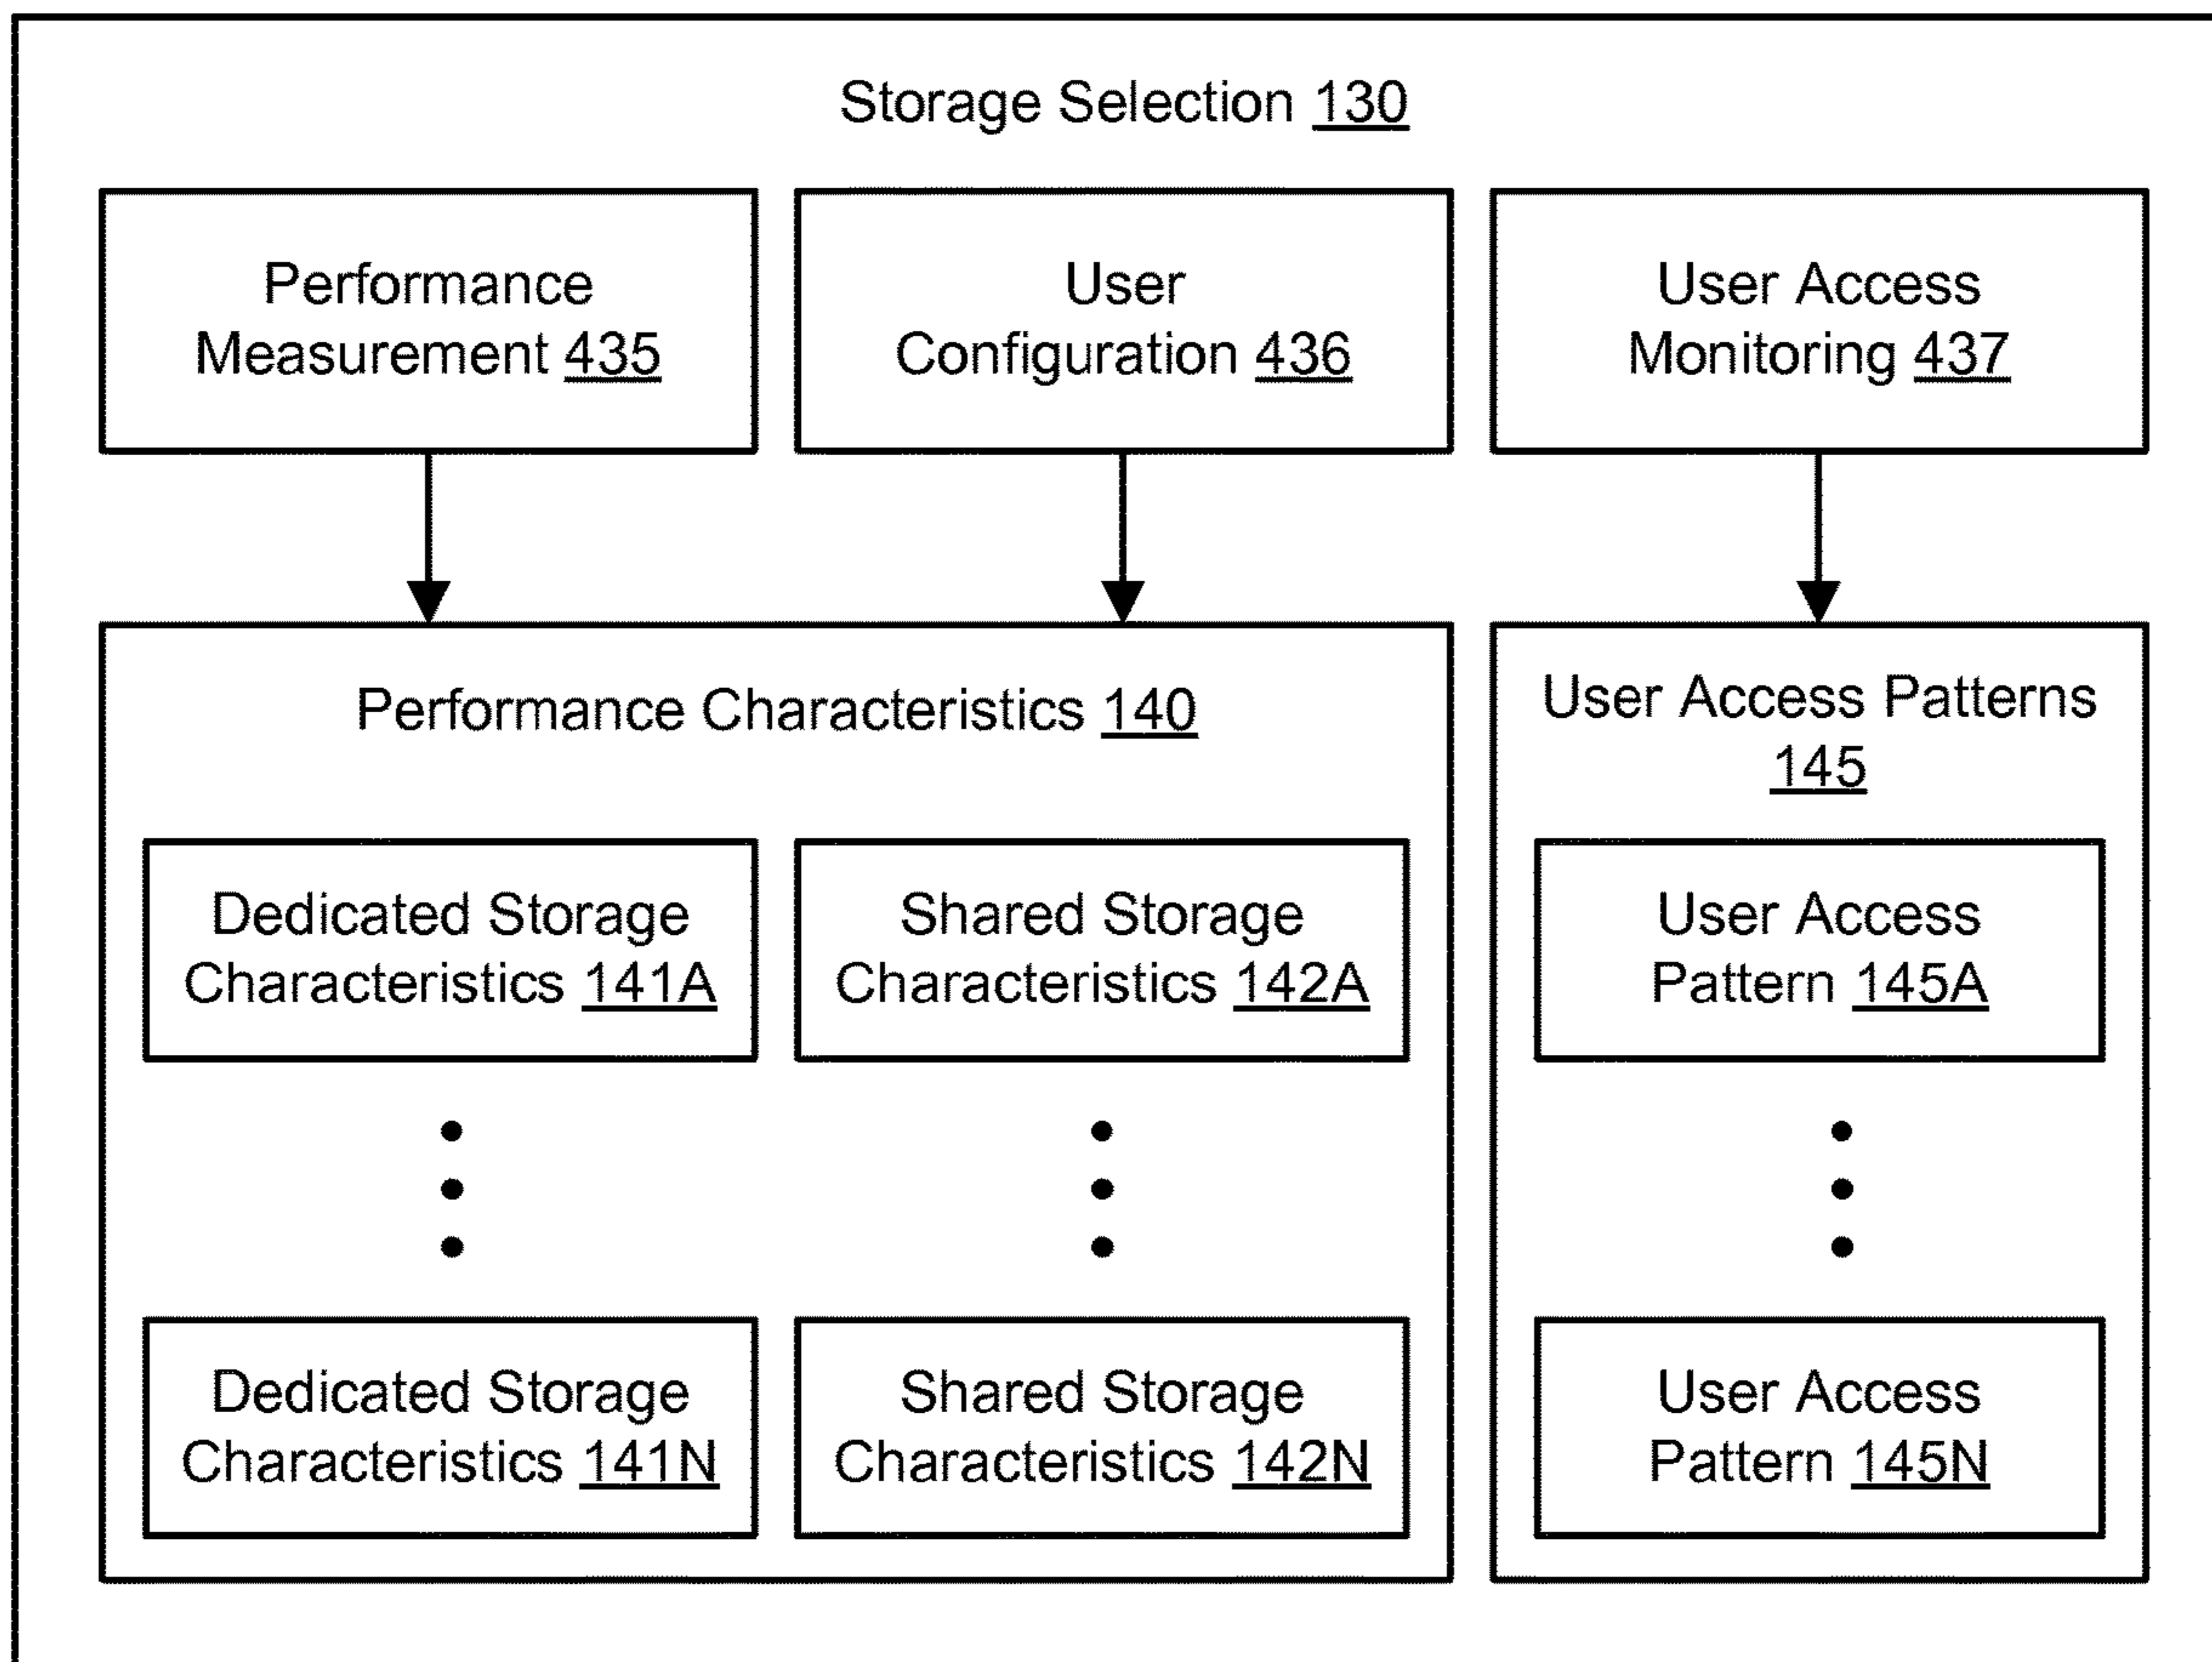 Storage Selection 130
Performance
Measurement 435
User
Configuration 436
User Access
Monitoring 437
Performance Characteristics 140
Dedicated Storage
Characteristics 141A
Shared Storage
Characteristics 142A
Dedicated Storage
Characteristics 141N
Shared Storage
Characteristics 142N
User Access Patterns
145
User Access
Pattern 145A
User Access
Pattern 145N